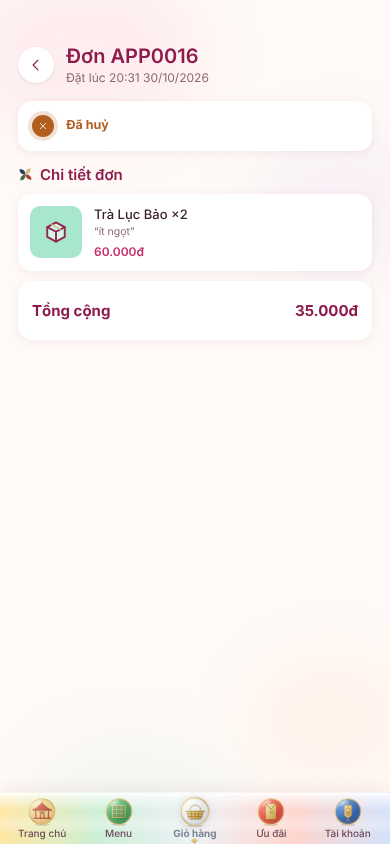 Đơn APP0016
Đặt lúc 20:31 30/10/2026
Đã huỷ
Chi tiết đơn
Trà Lục Bảo ×2
"ít ngọt"
60.000đ
Tổng cộng 35.000đ
Trang chủ Menu Giỏ hàng Ưu đãi Tài khoản